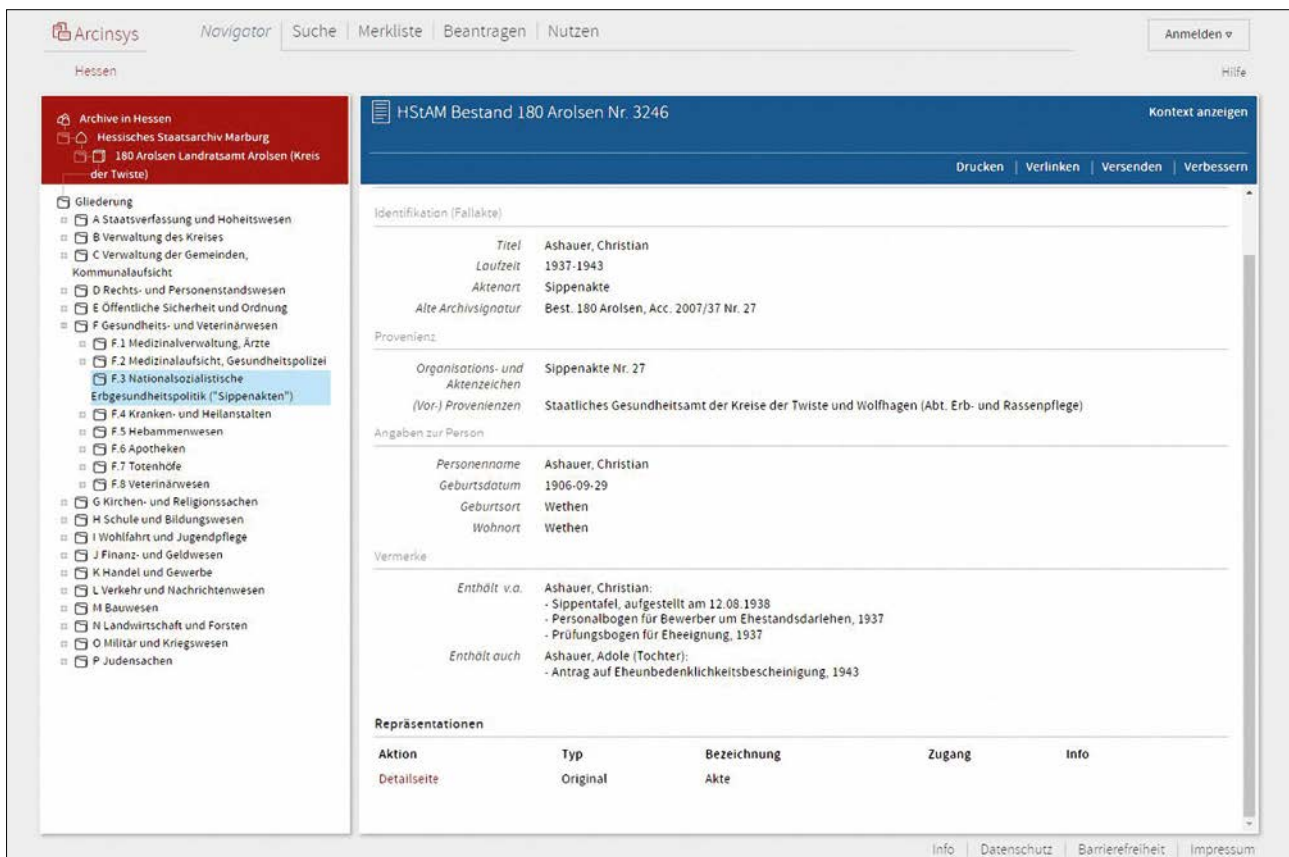 Arcinsys
Navigator | Suche | Merkliste | Beantragen | Nutzen
Anmelden ▿
Hessen
Hilfe
Archive in Hessen
Hessisches Staatsarchiv Marburg
180 Arolsen Landratsamt Arolsen (Kreis
der Twiste)
Gliederung
A Staatsverfassung und Hoheitswesen
B Verwaltung des Kreises
C Verwaltung der Gemeinden,
Kommunalaufsicht
D Rechts- und Personenstandswesen
E Öffentliche Sicherheit und Ordnung
F Gesundheits- und Veterinärwesen
F.1 Medizinalverwaltung, Ärzte
F.2 Medizinalaufsicht, Gesundheitspolizei
F.3 Nationalsozialistische
Erbgesundheitspolitik ("Sippenakten")
F.4 Kranken- und Heilanstalten
F.5 Hebammenwesen
F.6 Apotheken
F.7 Totenhöfe
F.8 Veterinärwesen
G Kirchen- und Religionssachen
H Schule und Bildungswesen
I Wohlfahrt und Jugendpflege
J Finanz- und Geldwesen
K Handel und Gewerbe
L Verkehr und Nachrichtenwesen
M Bauwesen
N Landwirtschaft und Forsten
O Militär und Kriegswesen
P Judensachen
HStAM Bestand 180 Arolsen Nr. 3246
Kontext anzeigen
Drucken | Verlinken | Versenden | Verbessern
Identifikation (Fallakte)
Titel Ashauer, Christian
Laufzeit 1937-1943
Aktenart Sippenakte
Alte Archivsignatur Best. 180 Arolsen, Acc. 2007/37 Nr. 27
Provenienz
Organisations- und Sippenakte Nr. 27
Aktenzeichen
(Vor-) Provenienzen Staatliches Gesundheitsamt der Kreise der Twiste und Wolfhagen (Abt. Erb- und Rassenpflege)
Angaben zur Person
Personenname Ashauer, Christian
Geburtsdatum 1906-09-29
Geburtsort Wethen
Wohnort Wethen
Vermerke
Enthält v.a. Ashauer, Christian:
- Sippentafel, aufgestellt am 12.08.1938
- Personalbogen für Bewerber um Ehestandsdarlehen, 1937
- Prüfungsbogen für Eheeignung, 1937
Enthält auch Ashauer, Adole (Tochter):
- Antrag auf Eheunbedenklichkeitsbescheinigung, 1943
Repräsentationen
Aktion Typ Bezeichnung Zugang Info
Detailseite Original Akte
Info | Datenschutz | Barrierefreiheit | Impressum